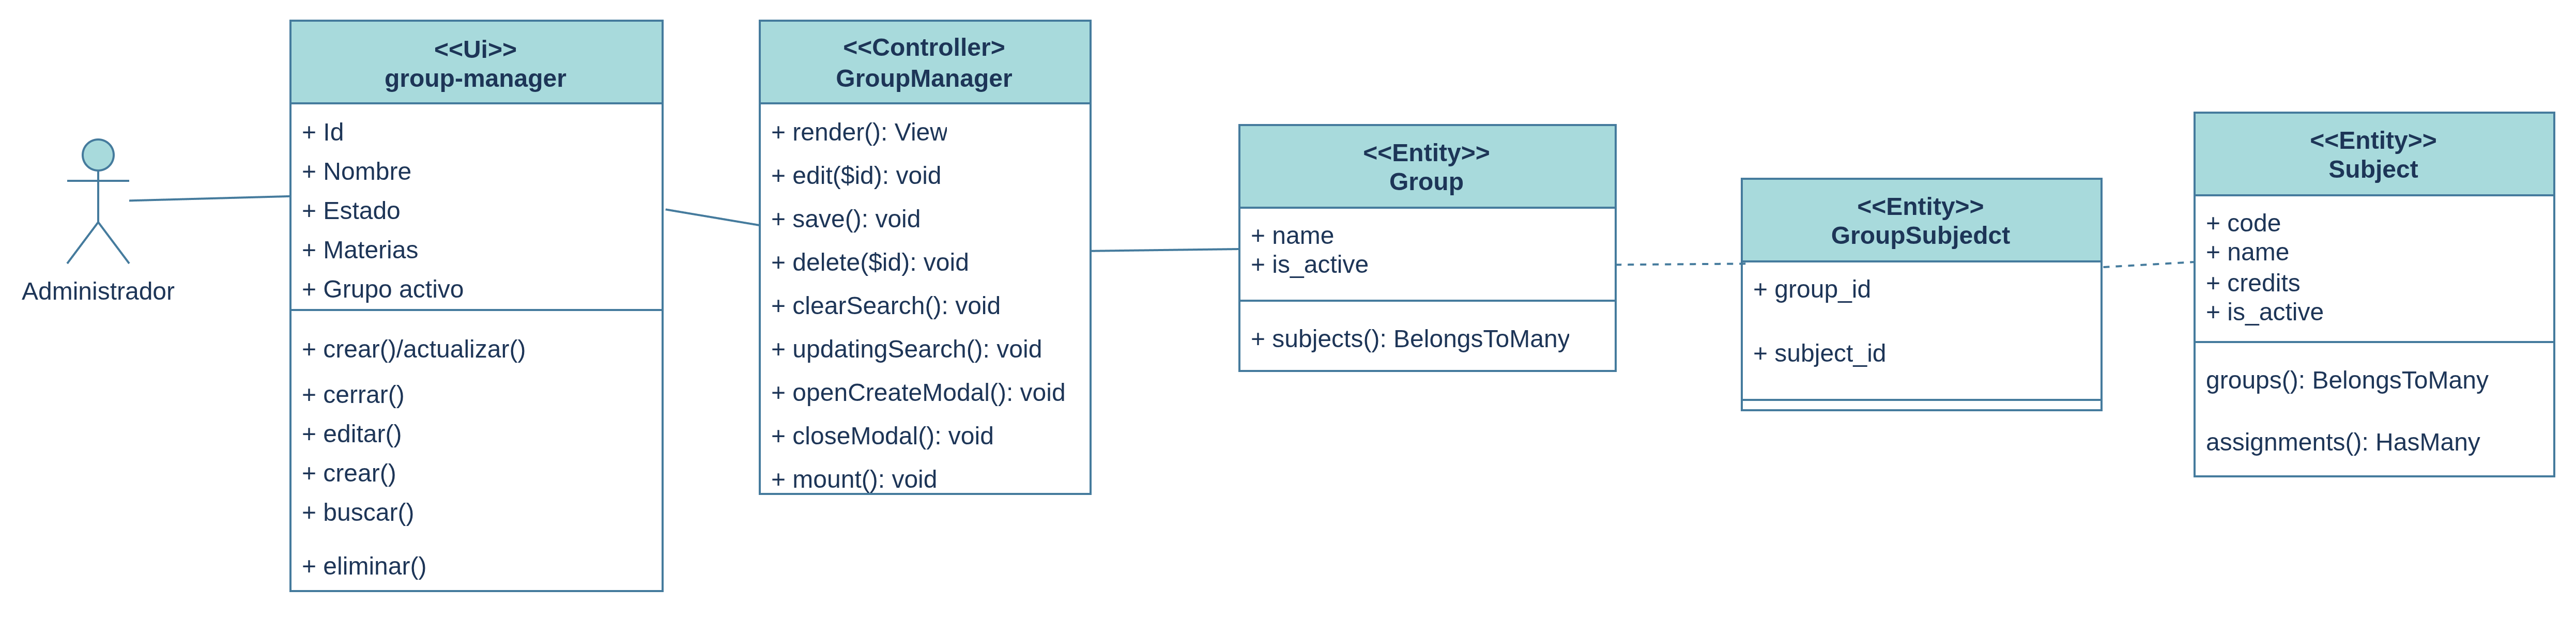 Administrador
<<Ui>>
group-manager
+ Id
+ Nombre
+ Estado
+ Materias
+ Grupo activo
+ crear()/actualizar()
+ cerrar()
+ editar()
+ crear()
+ buscar()
+ eliminar()
<<Controller>
GroupManager
+ render(): View
+ edit($id): void
+ save(): void
+ delete($id): void
+ clearSearch(): void
+ updatingSearch(): void
+ openCreateModal(): void
+ closeModal(): void
+ mount(): void
<<Entity>>
Group
+ name
+ is_active
+ subjects(): BelongsToMany
<<Entity>>
GroupSubjedct
+ group_id
+ subject_id
<<Entity>>
Subject
+ code
+ name
+ credits
+ is_active
groups(): BelongsToMany
assignments(): HasMany